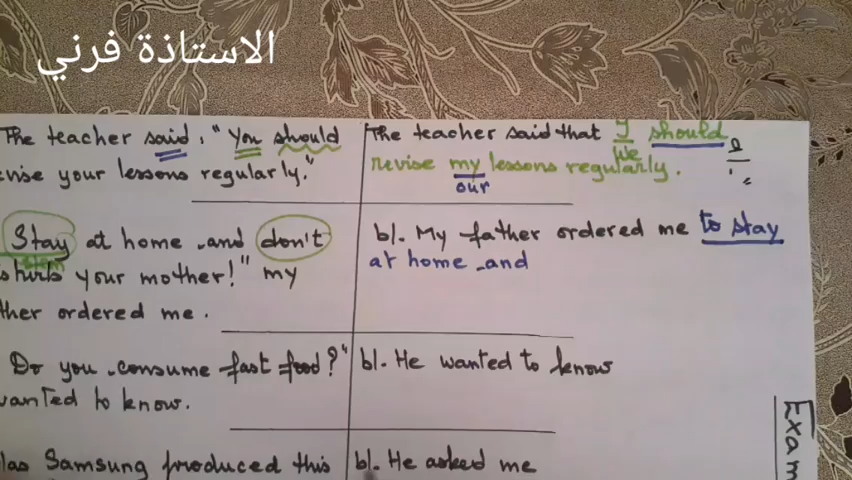 الاستاذة فرني
The teacher said, "You should
your lessons regularly."
Stay at home and don't
your mother!" my
ordered me.
Do you consume fast food?"
wanted to know.
Samsung produced this
The teacher said that I should
we
revise my lessons regularly.
our
b/. My father ordered me to stay
at home and
b/. He wanted to know
b/. He asked me
Exam